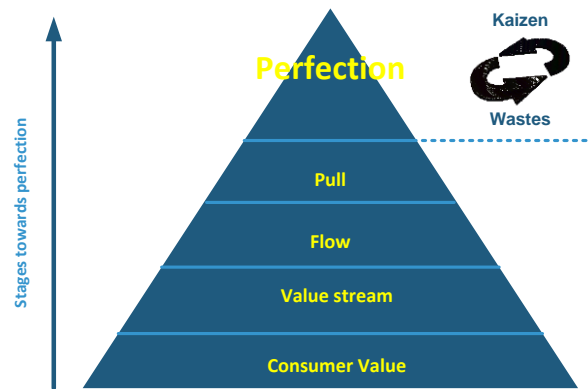 Kaizen
Perfection
Wastes
Pull
Flow
Value stream
Consumer Value
Stages towards perfection